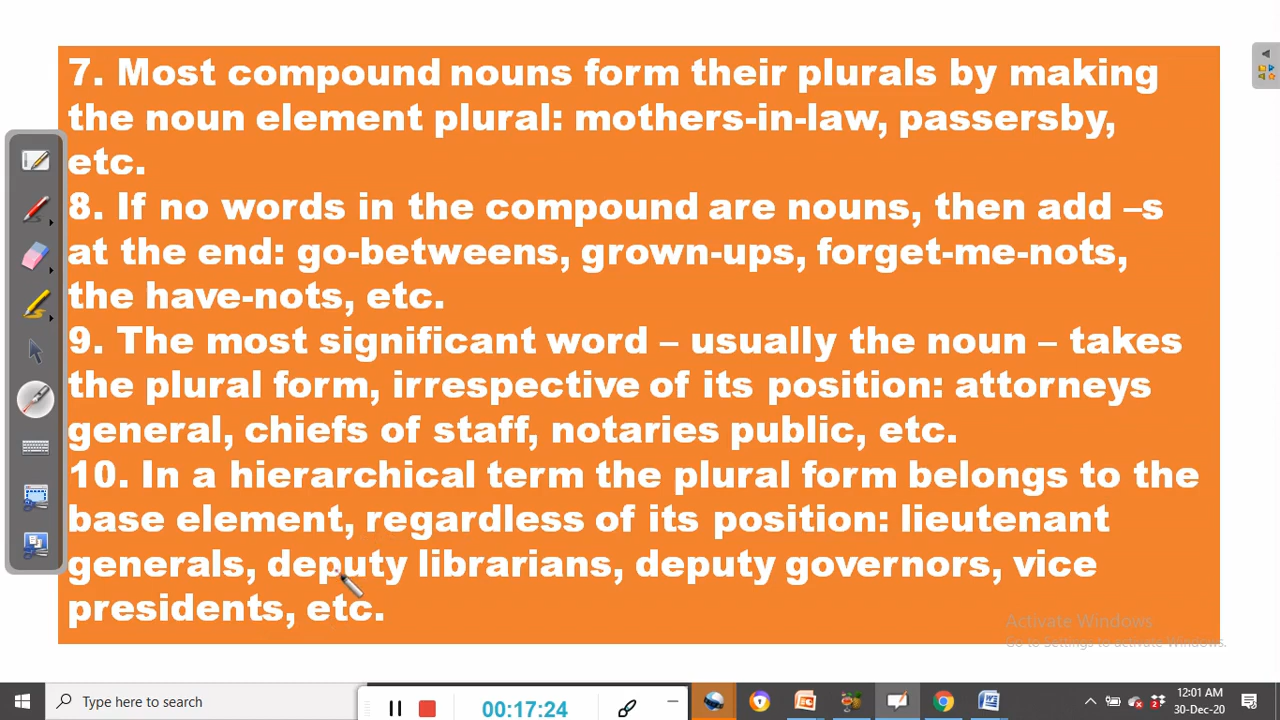 7. Most compound nouns form their plurals by making
the noun element plural: mothers-in-law, passersby,
etc.
8. If no words in the compound are nouns, then add –s
at the end: go-betweens, grown-ups, forget-me-nots,
the have-nots, etc.
9. The most significant word – usually the noun – takes
the plural form, irrespective of its position: attorneys
general, chiefs of staff, notaries public, etc.
10. In a hierarchical term the plural form belongs to the
base element, regardless of its position: lieutenant
generals, deputy librarians, deputy governors, vice
presidents, etc.
Activate Windows
Go to Settings to activate Windows.
Type here to search
00:17:24
12:01 AM
30-Dec-20